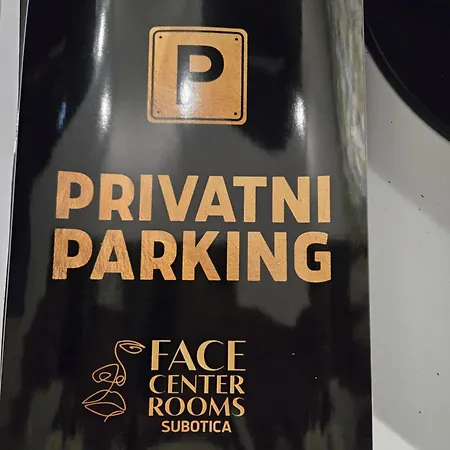 P
PRIVATNI
PARKING
FACE
CENTER
ROOMS
SUBOTICA